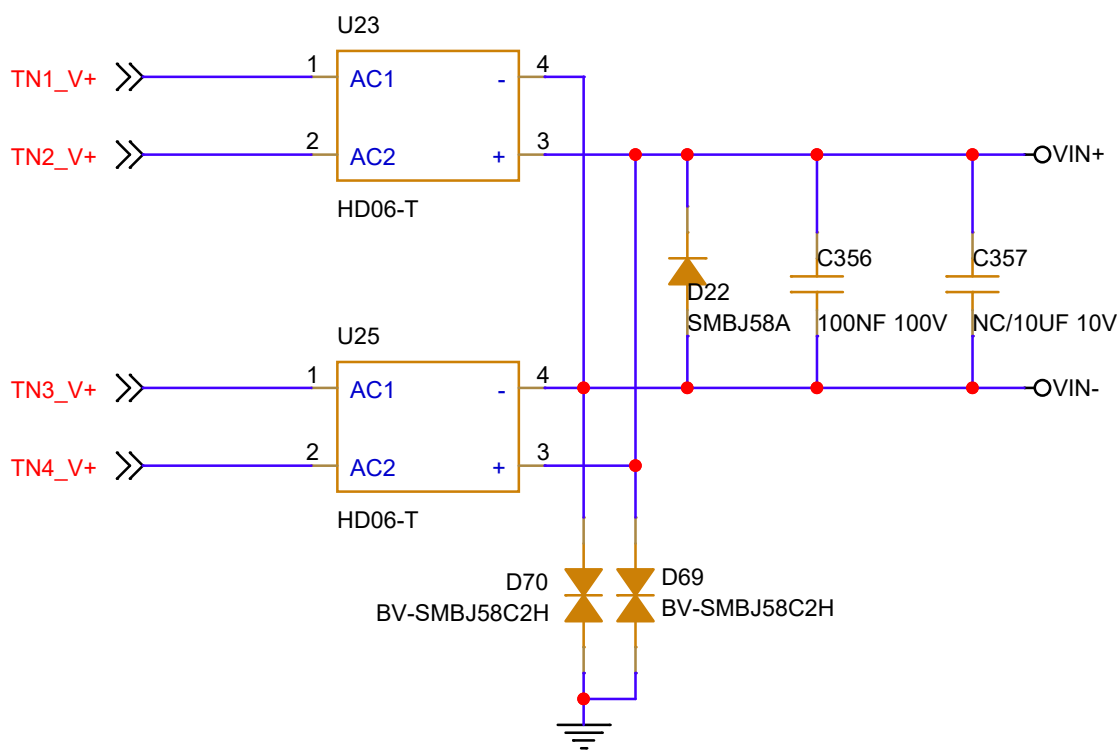 U23
TN1_V+
1
AC1
-
4
TN2_V+
2
AC2
+
3
VIN+
HD06-T
C356
C357
D22
SMBJ58A
100NF 100V
NC/10UF 10V
U25
TN3_V+
1
AC1
-
4
VIN-
TN4_V+
2
AC2
+
3
HD06-T
D70
BV-SMBJ58C2H
D69
BV-SMBJ58C2H